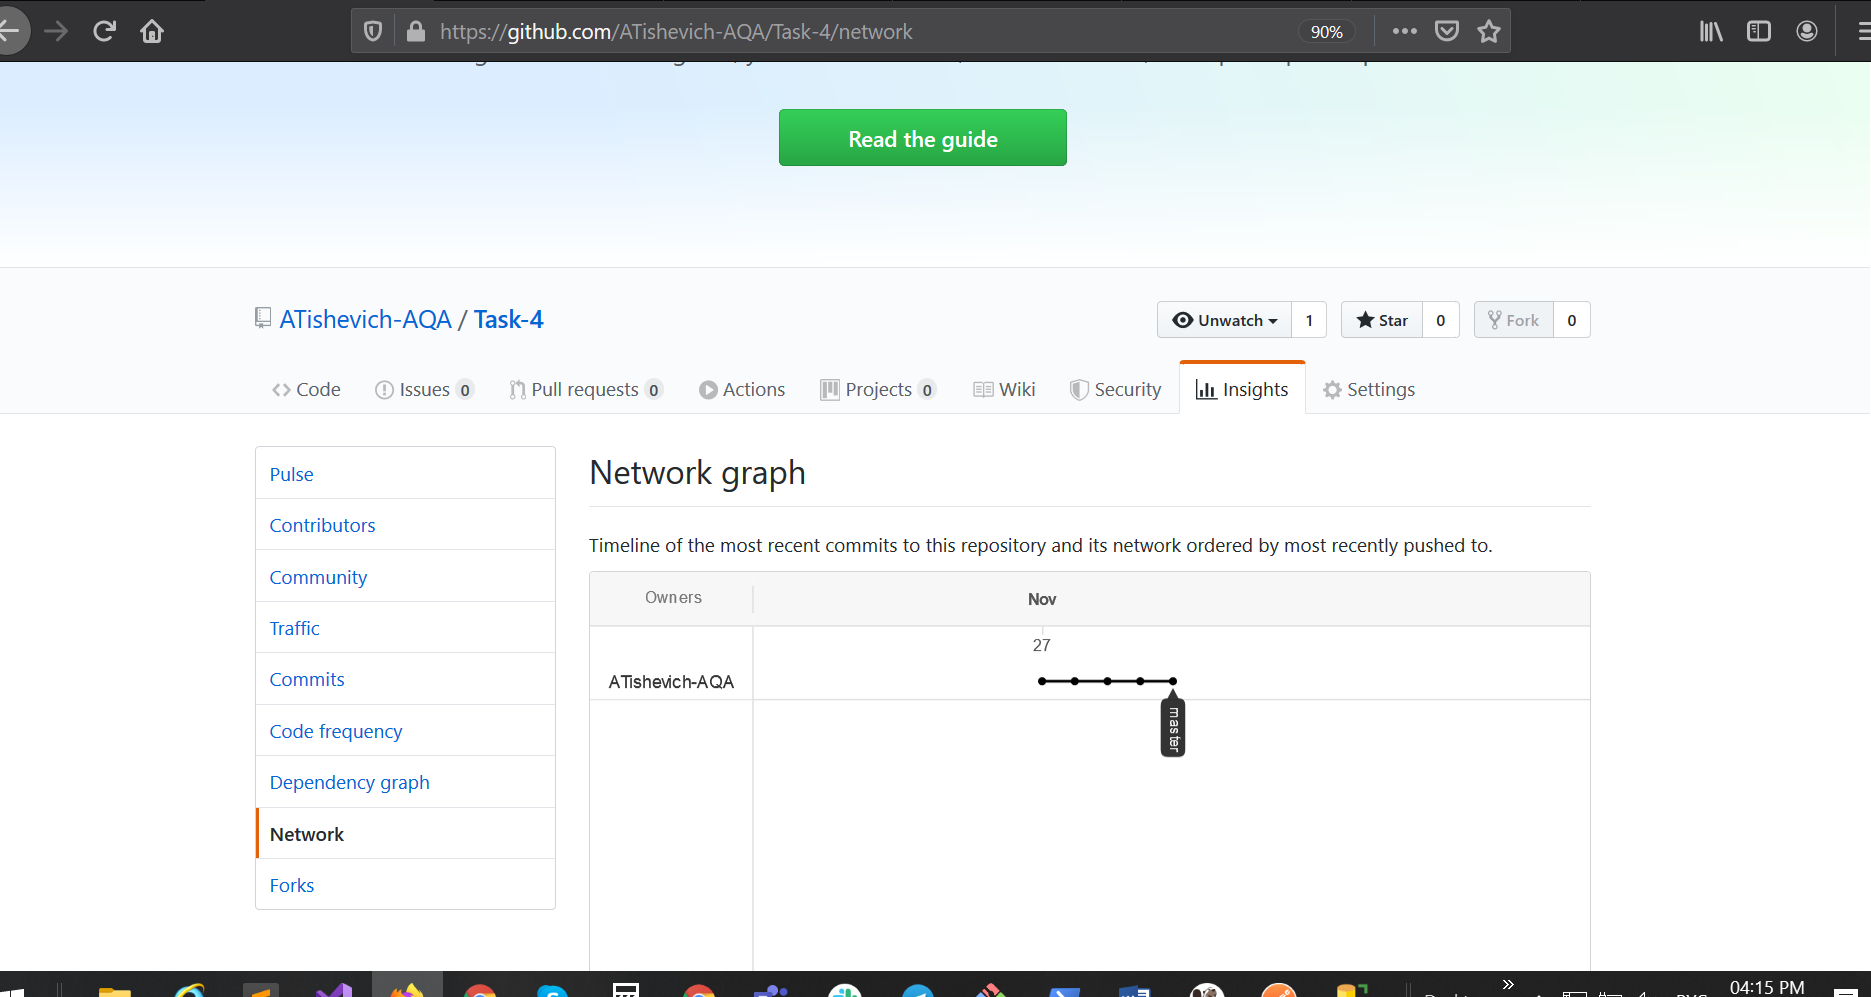 https://github.com/ATishevich-AQA/Task-4/network
90%
Read the guide
ATishevich-AQA / Task-4
Unwatch 1
Star 0
Fork 0
Code
Issues 0
Pull requests 0
Actions
Projects 0
Wiki
Security
Insights
Settings
Pulse
Contributors
Community
Traffic
Commits
Code frequency
Dependency graph
Network
Forks
Network graph
Timeline of the most recent commits to this repository and its network ordered by most recently pushed to.
Owners
Nov
27
ATishevich-AQA
master
04:15 PM